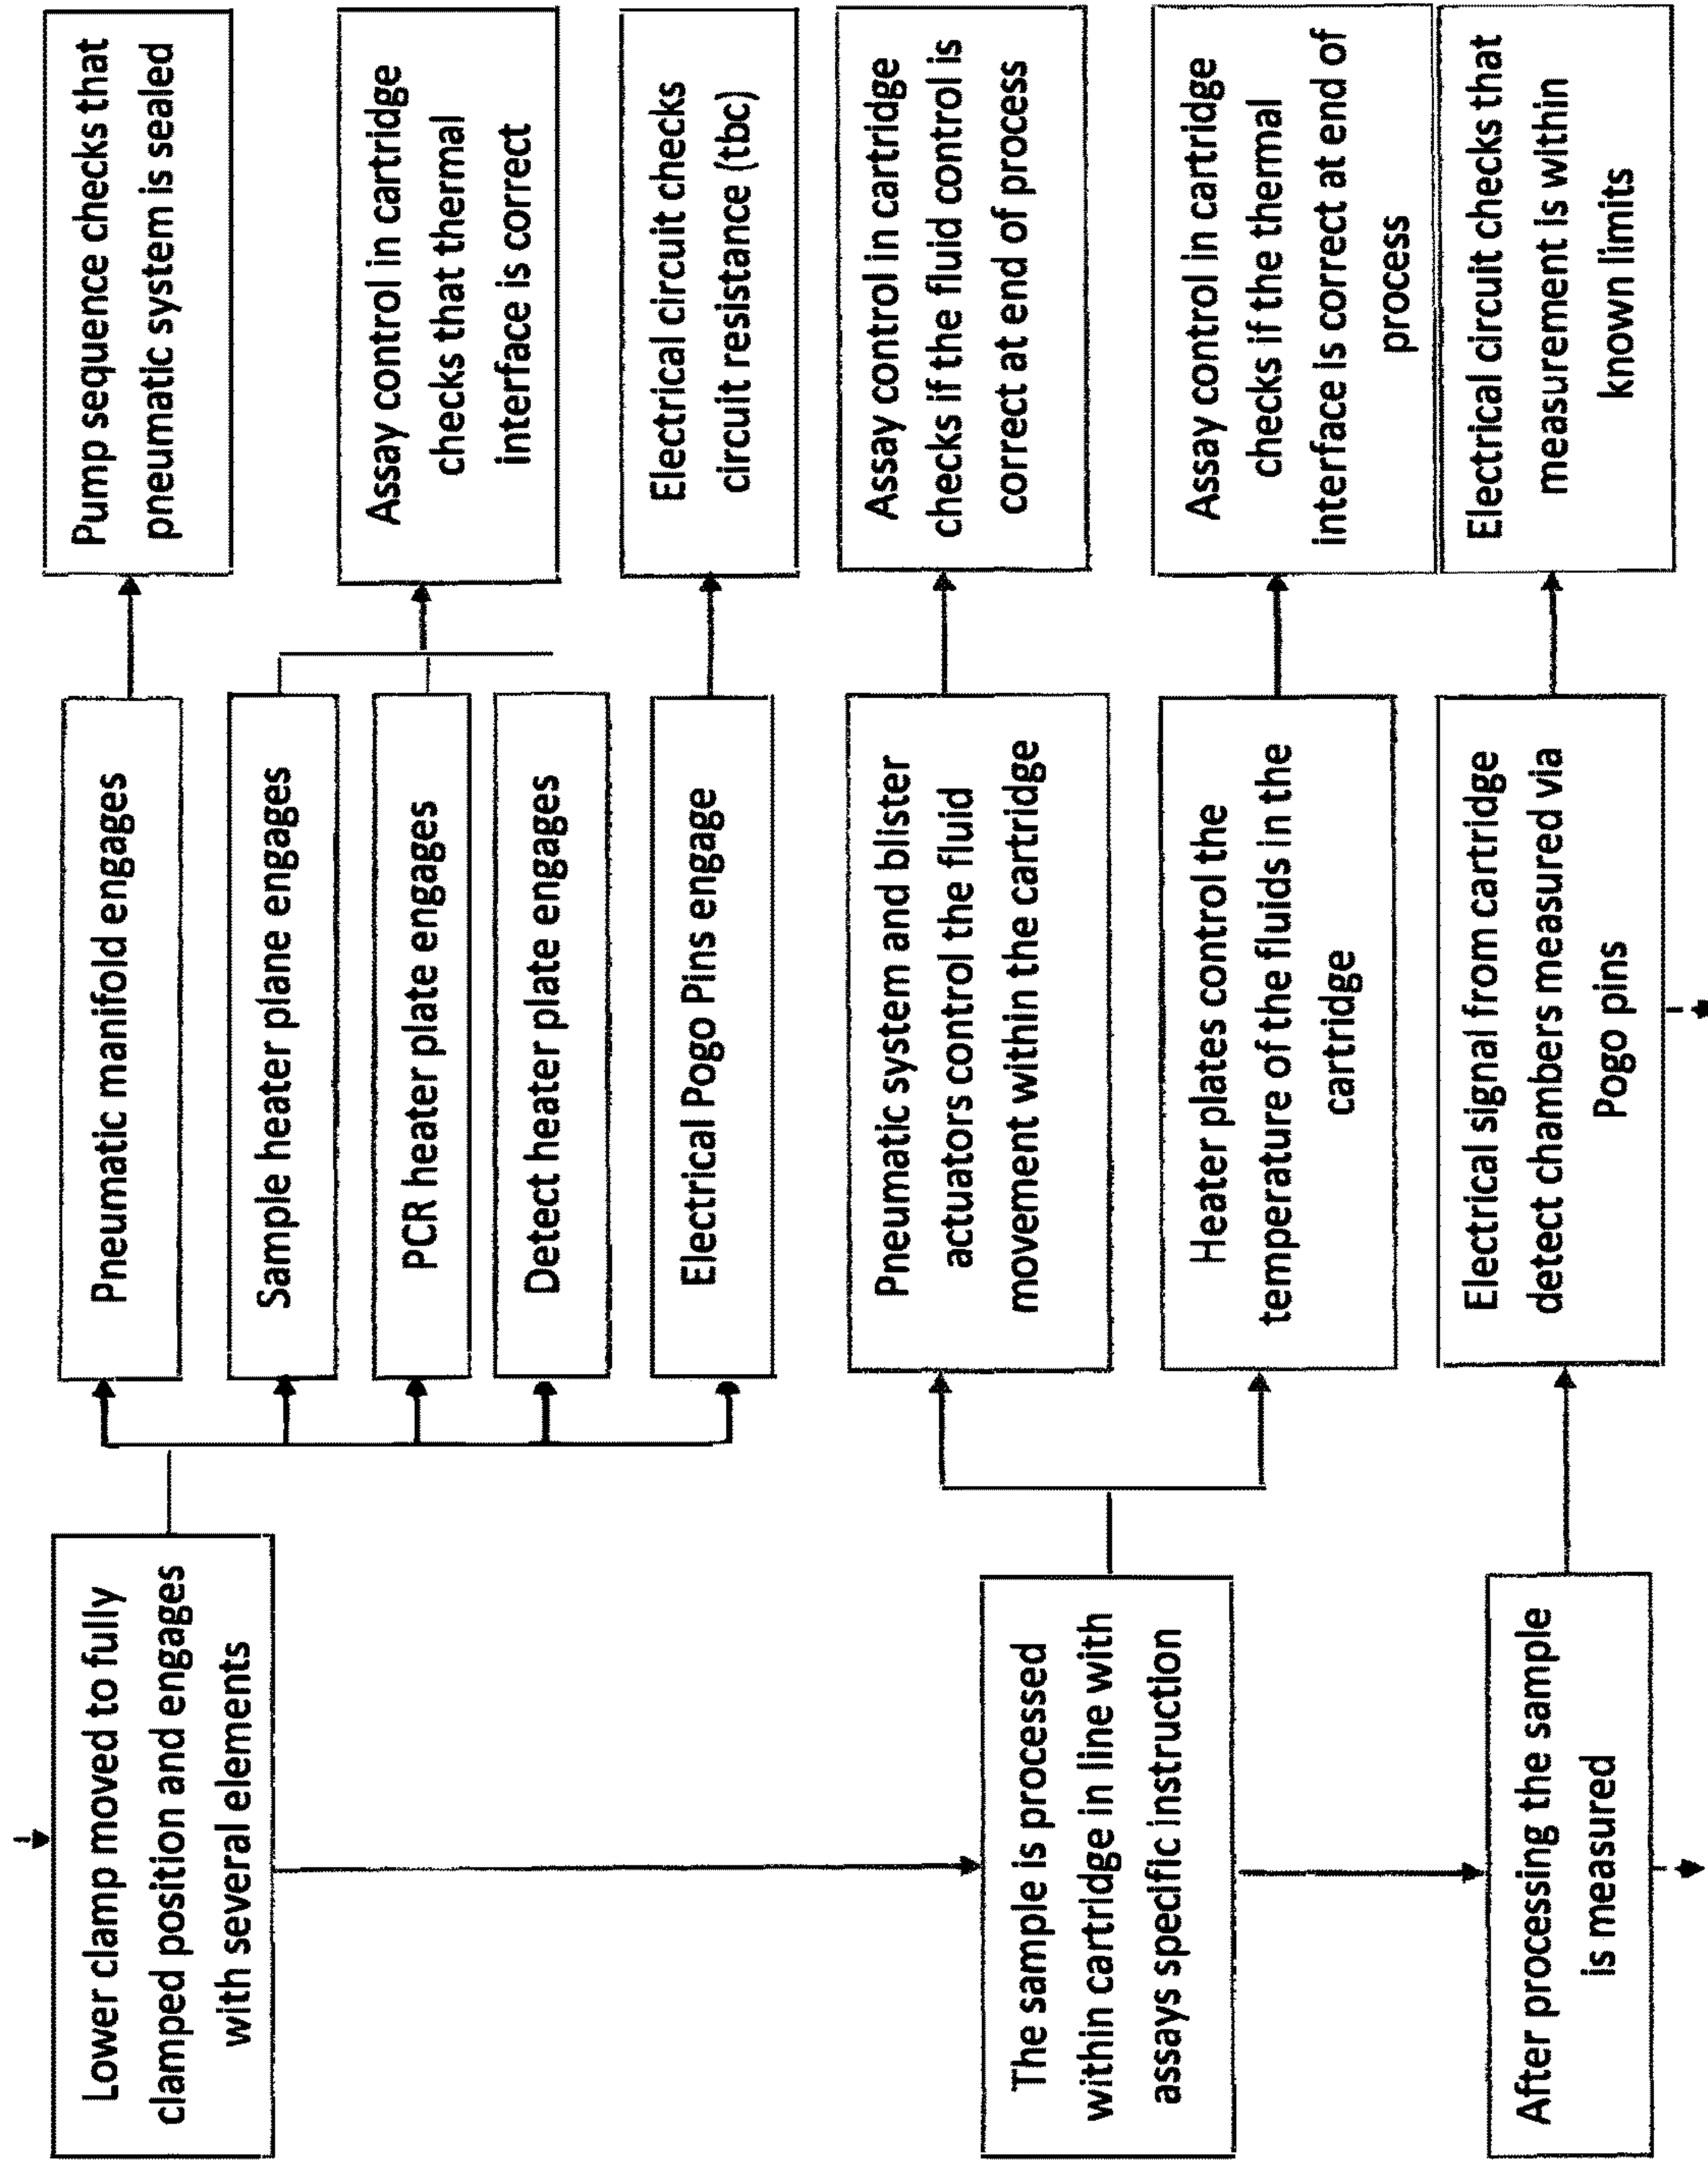 Lower clamp moved to fully
clamped position and engages
with several elements
Pneumatic manifold engages
Pump sequence checks that
pneumatic system is sealed
Sample heater plane engages
PCR heater plate engages
Detect heater plate engages
Assay control in cartridge
checks that thermal
interface is correct
Electrical Pogo Pins engage
Electrical circuit checks
circuit resistance (tbc)
The sample is processed
within cartridge in line with
assays specific instruction
Pneumatic system and blister
actuators control the fluid
movement within the cartridge
Assay control in cartridge
checks if the fluid control is
correct at end of process
Heater plates control the
temperature of the fluids in the
cartridge
Assay control in cartridge
checks if the thermal
interface is correct at end of
process
After processing the sample
is measured
Electrical signal from cartridge
detect chambers measured via
Pogo pins
Electrical circuit checks that
measurement is within
known limits